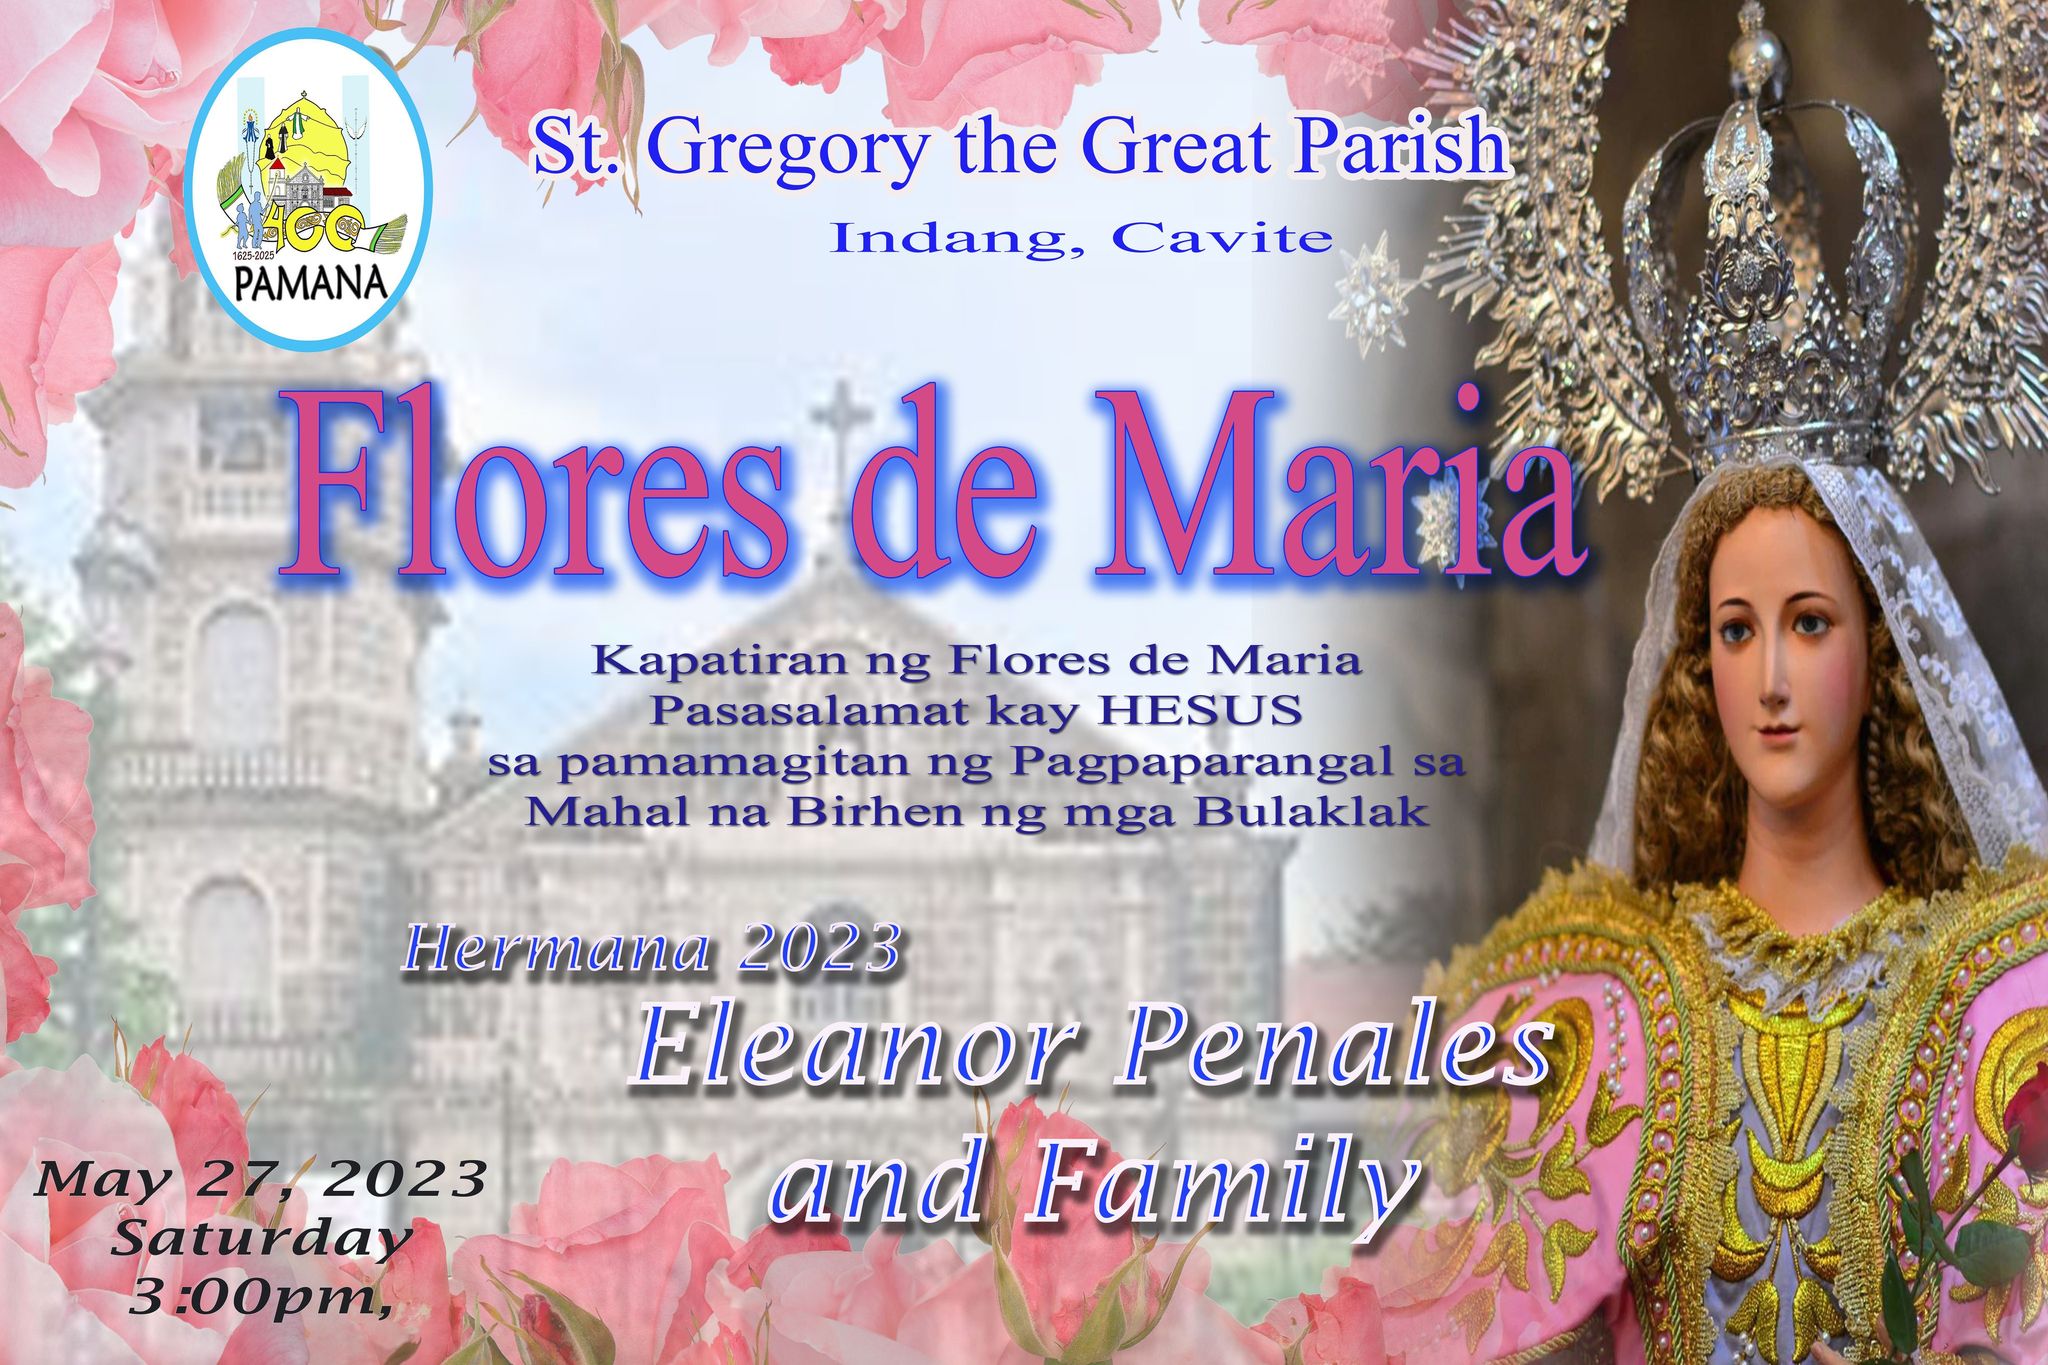 400
1625-2025
PAMANA
St. Gregory the Great Parish
Indang, Cavite
Flores de Maria
Kapatiran ng Flores de Maria
Pasasalamat kay HESUS
sa pamamagitan ng Pagpaparangal sa
Mahal na Birhen ng mga Bulaklak
Hermana 2023
Eleanor Penales
and Family
May 27, 2023
Saturday
3:00pm,